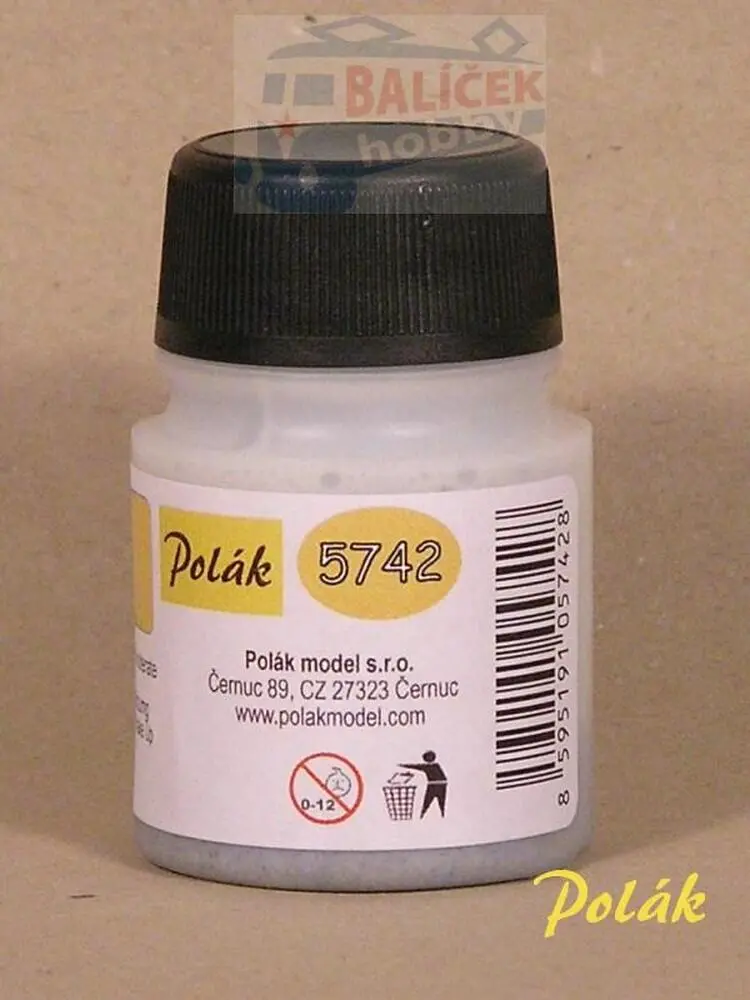 BALÍČEK
hobby
Polák
5742
Polák model s.r.o.
Černuc 89, CZ 27323 Černuc
www.polakmodel.com
0-12
8 595191 057428
Polák